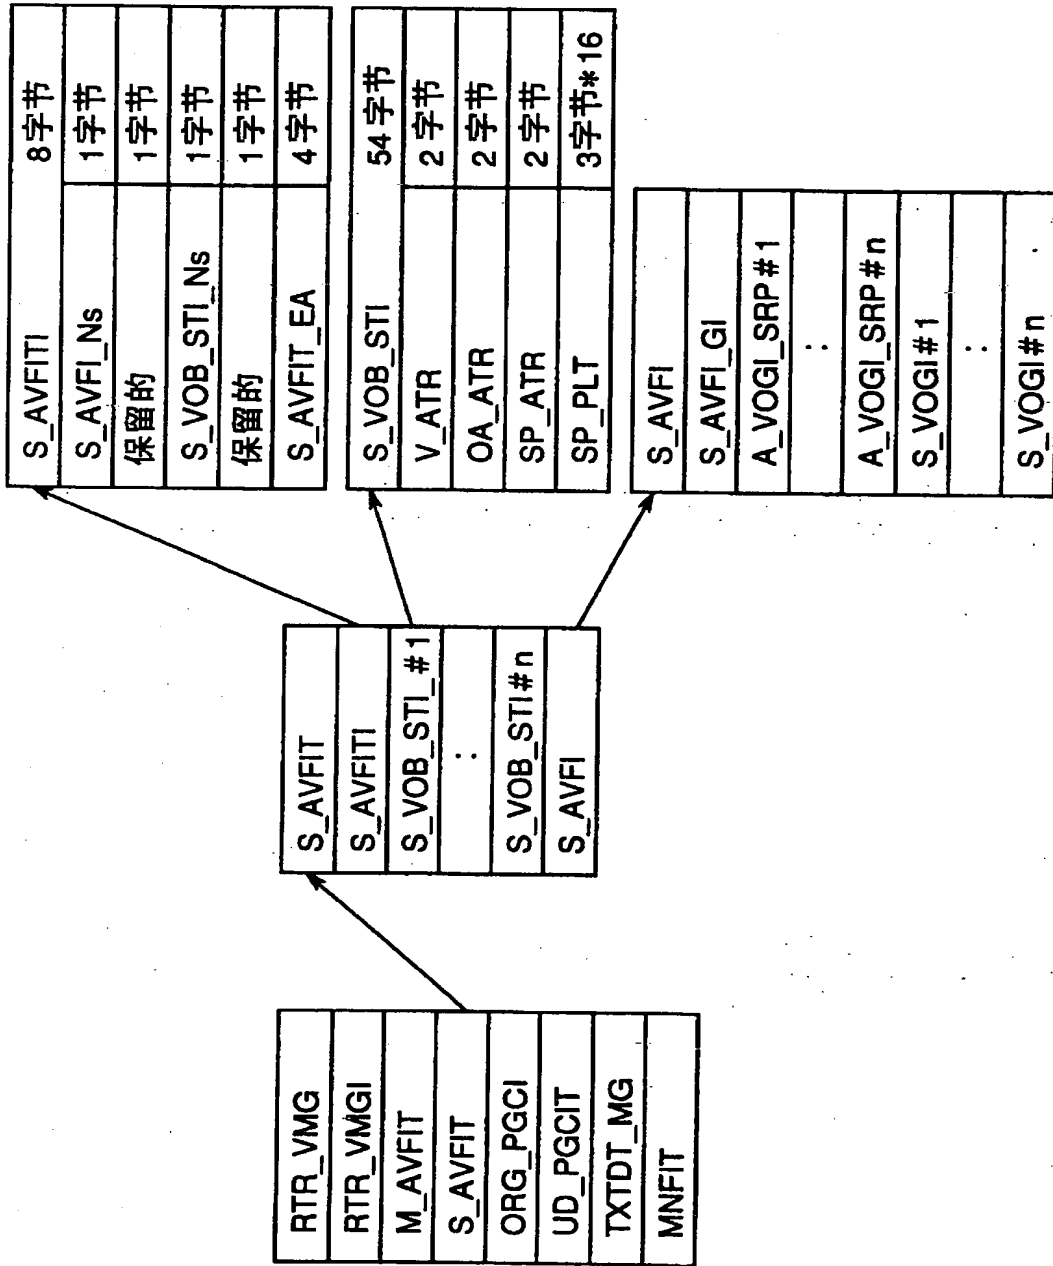 RTR_VMG
RTR_VMGI
M_AVFIT
S_AVFIT
ORG_PGCI
UD_PGCIT
TXTDT_MG
MNFIT
S_AVFIT
S_AVFITI
S_VOB_STI_#1
:
S_VOB_STI#n
S_AVFI
S_AVFITI 8字节
S_AVFI_Ns 1字节
保留的 1字节
S_VOB_STI_Ns 1字节
保留的 1字节
S_AVFIT_EA 4字节
S_VOB_STI 54字节
V_ATR 2字节
OA_ATR 2字节
SP_ATR 2字节
SP_PLT 3字节*16
S_AVFI
S_AVFI_GI
A_VOGI_SRP#1
:
A_VOGI_SRP#n
S_VOGI#1
:
S_VOGI#n